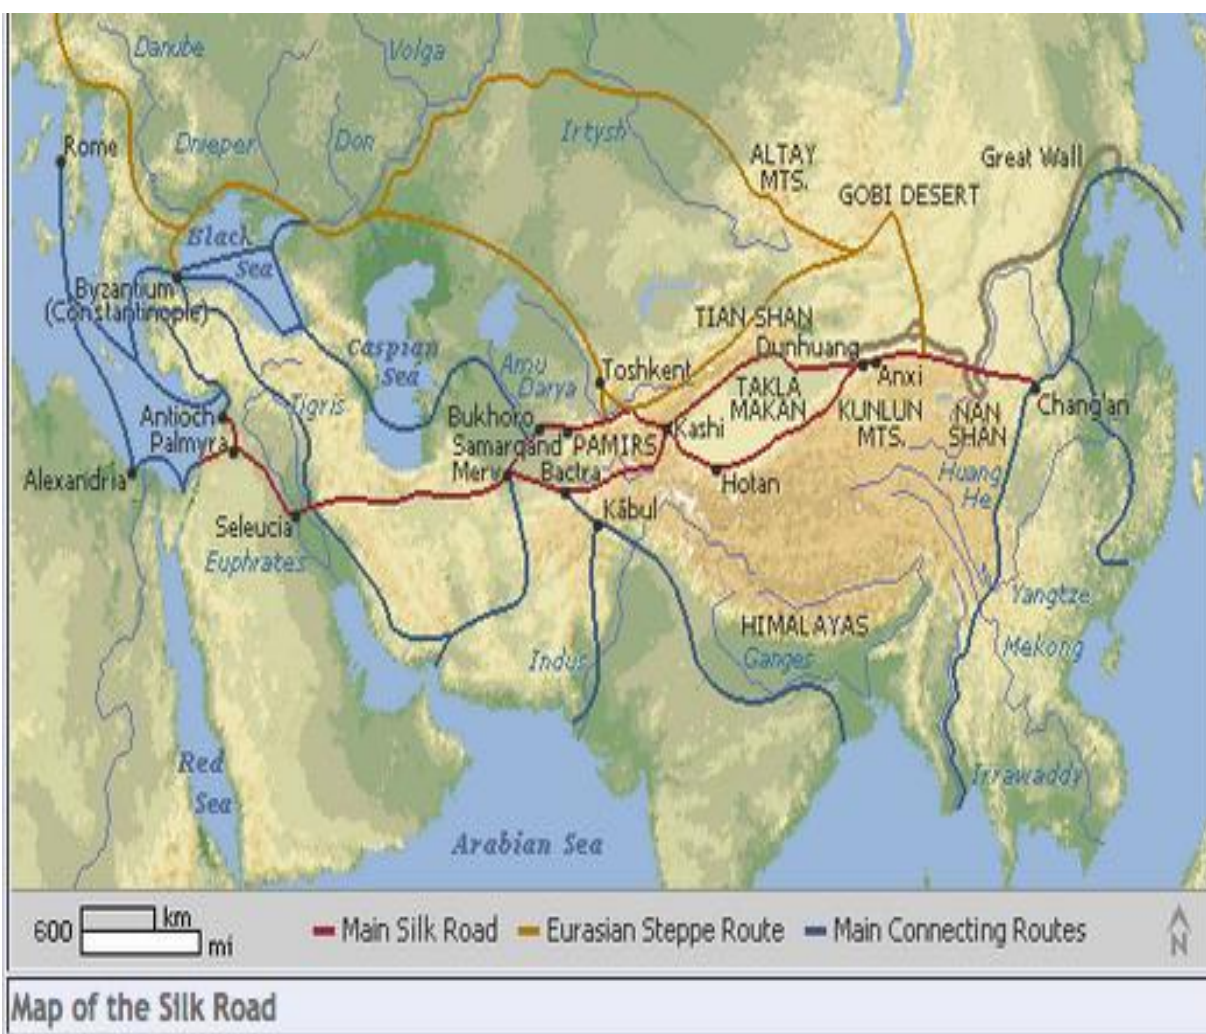 Danube
Volga
Rome
Dnieper
Don
Irtysh
ALTAY
MTS.
Great Wall
GOBI DESERT
Black
Sea
Byzantium
(Constantinople)
Caspian
Sea
TIAN SHAN
Dunhuang
Amu
Darya
Toshkent
Anxi
Tigris
TAKLA
MAKAN
KUNLUN
MTS.
NAN
SHAN
Chang'an
Antioch
Palmyra
Bukhoro
Samarqand
PAMIRS
Kashi
Merv
Bactra
Hotan
Huang
He
Alexandria
Seleucia
Kābul
Euphrates
Yangtze
HIMALAYAS
Indus
Ganges
Mekong
Red
Sea
Irrawaddy
Arabian Sea
600
km
mi
Main Silk Road
Eurasian Steppe Route
Main Connecting Routes
N
Map of the Silk Road